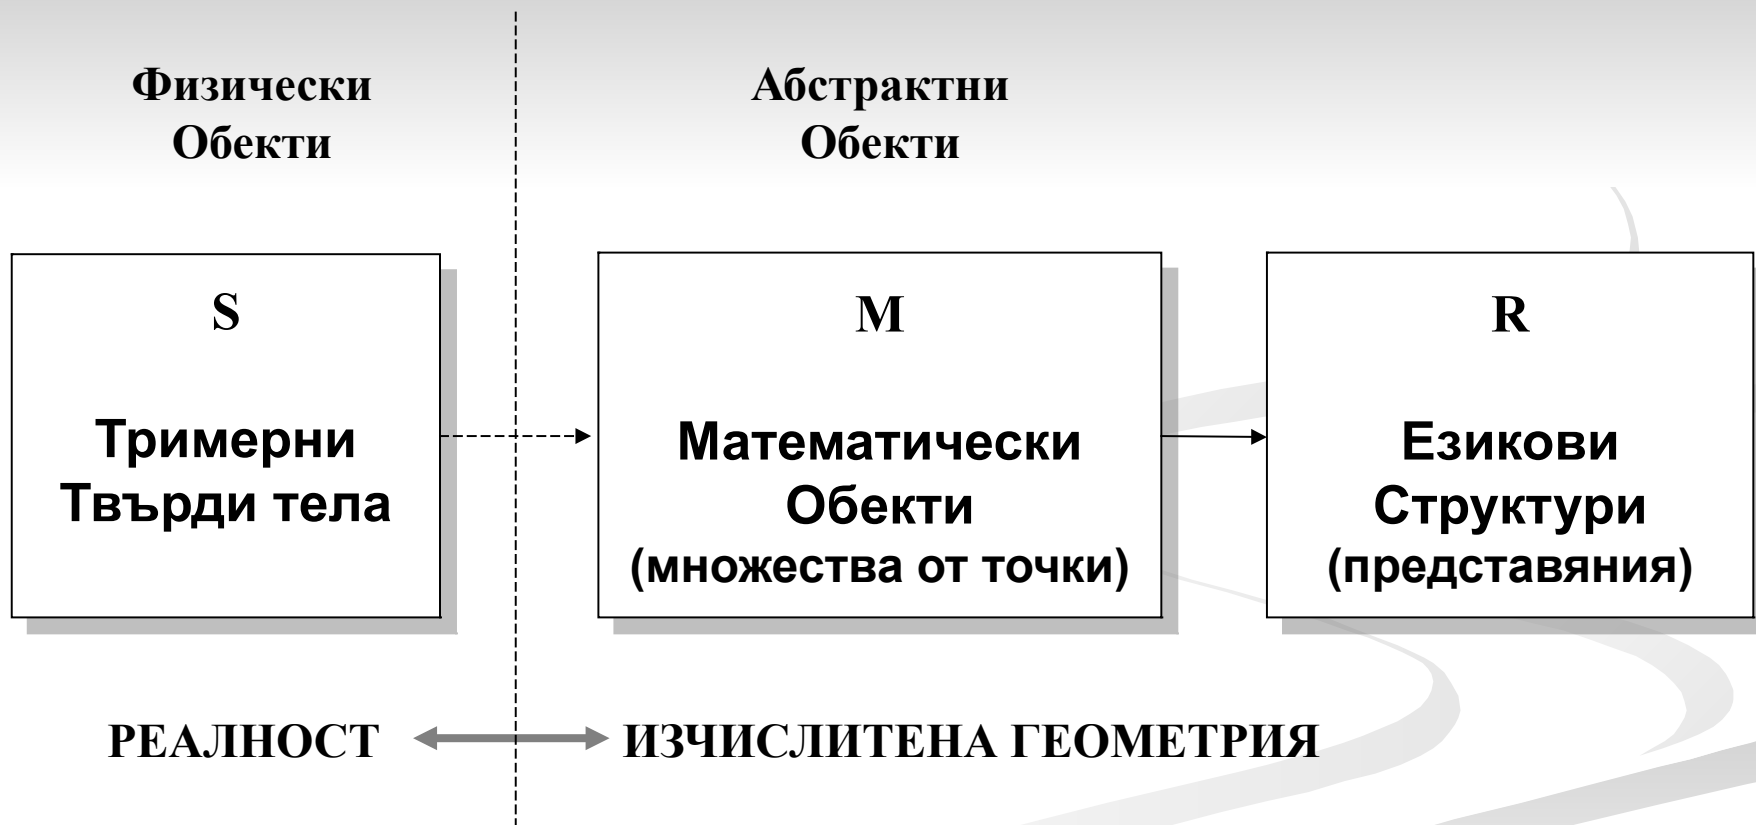 Физически
Обекти
Абстрактни
Обекти
S
Тримерни
Твърди тела
M
Математически
Обекти
(множества от точки)
R
Езикови
Структури
(представяния)
РЕАЛНОСТ
ИЗЧИСЛИТЕНА ГЕОМЕТРИЯ